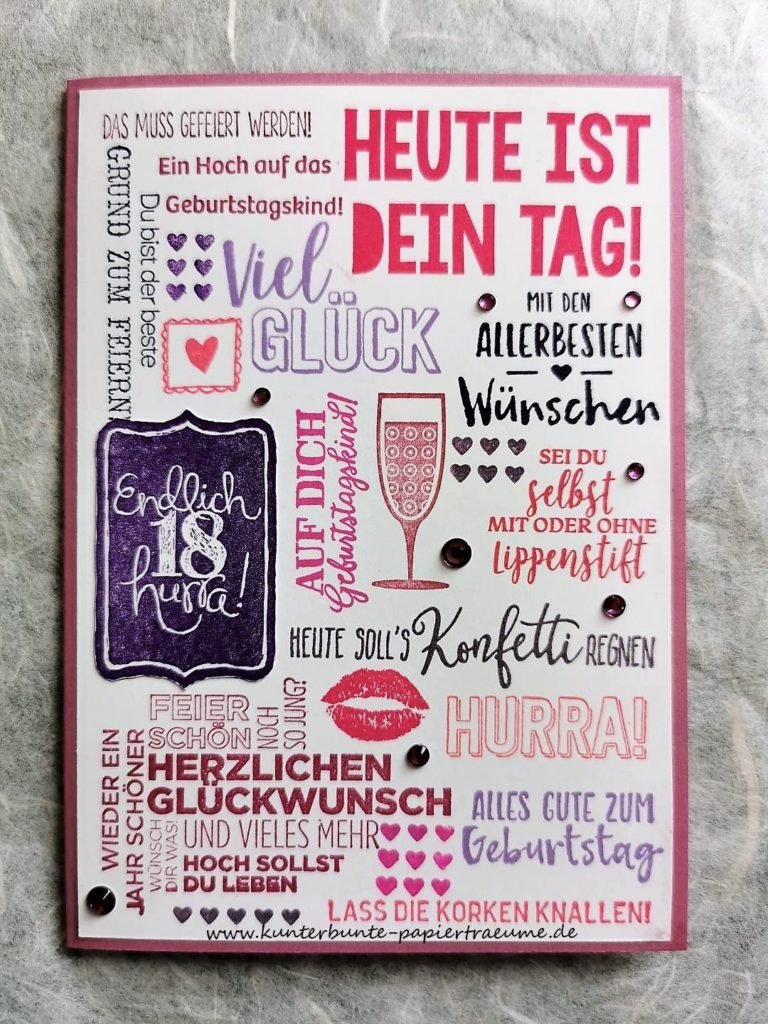 DAS MUSS GEFEIERT WERDEN!
Ein Hoch auf das
Geburtstagskind!
HEUTE IST
DEIN TAG!
GRUND ZUM FEIERN
Du bist der beste
Viel
GLÜCK
MIT DEN
ALLERBESTEN
Wünschen
Endlich
18
hurra!
AUF DICH
Geburtstagskind!
SEI DU
selbst
MIT ODER OHNE
Lippenstift
HEUTE SOLL'S Konfetti REGNEN
FEIER
SCHÖN
NOCH
SO JUNG?
HURRA!
WIEDER EIN
JAHR SCHÖNER
HERZLICHEN
GLÜCKWUNSCH
WÜNSCH
DIR WAS!
UND VIELES MEHR
HOCH SOLLST
DU LEBEN
ALLES GUTE ZUM
Geburtstag
LASS DIE KORKEN KNALLEN!
www.kunterbunte-papiertraeume.de